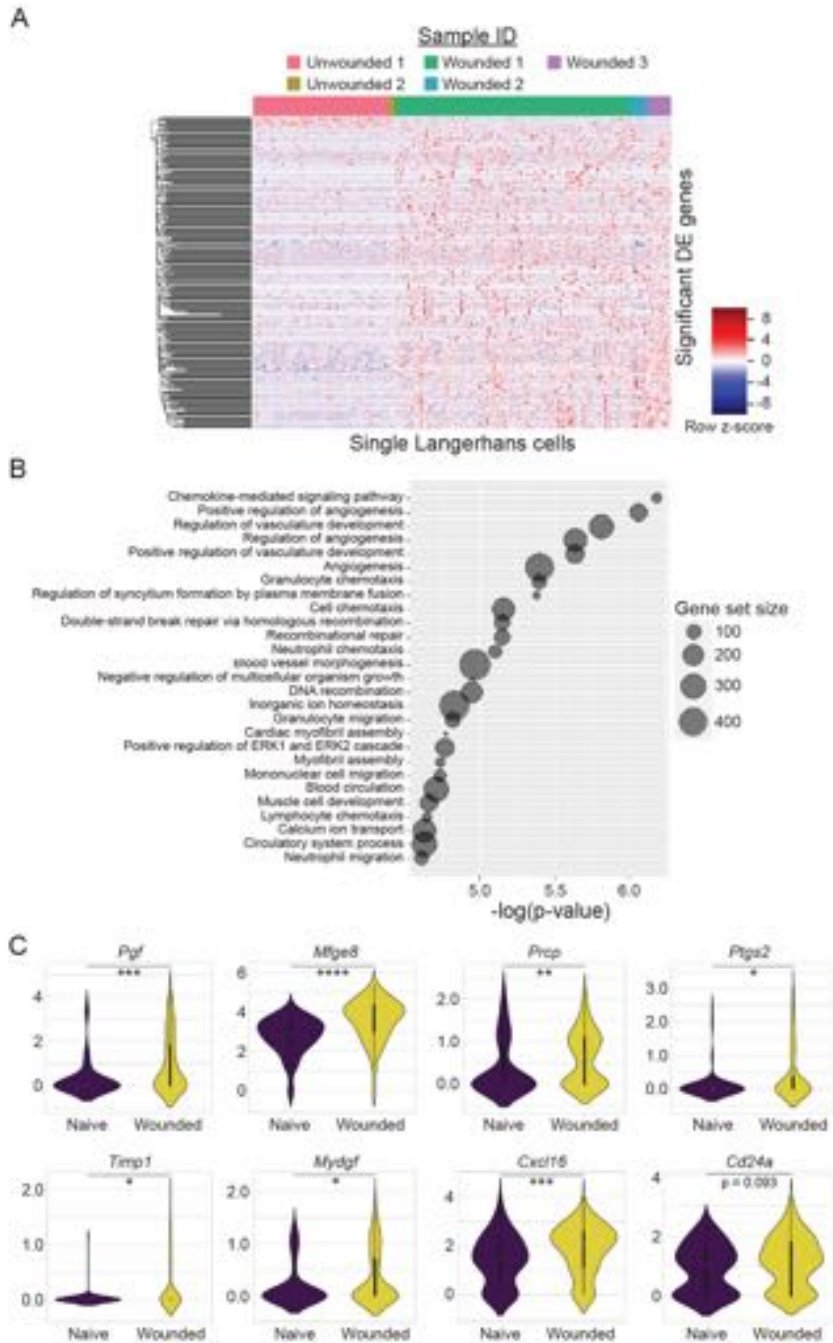 A
Sample ID
Unwounded 1 Wounded 1 Wounded 3
Unwounded 2 Wounded 2
Significant DE genes
8
4
0
-4
-8
Row z-score
Single Langerhans cells
B
Chemokine-mediated signaling pathway
Positive regulation of angiogenesis
Regulation of vasculature development
Regulation of angiogenesis
Positive regulation of vasculature development
Angiogenesis
Granulocyte chemotaxis
Regulation of syncytium formation by plasma membrane fusion
Cell chemotaxis
Double-strand break repair via homologous recombination
Recombinational repair
Neutrophil chemotaxis
Blood vessel morphogenesis
Negative regulation of multicellular organism growth
DNA recombination
Inorganic ion homeostasis
Granulocyte migration
Cardiac myofibril assembly
Positive regulation of ERK1 and ERK2 cascade
Myofibril assembly
Mononuclear cell migration
Blood circulation
Muscle cell development
Lymphocyte chemotaxis
Calcium ion transport
Circulatory system process
Neutrophil migration
5.0 5.5 6.0
-log(p-value)
Gene set size
100
200
300
400
C
Pgf Mfge8 Prcp Ptgs2
*** **** ** *
4
2
0
6
4
2
0
2.0
1.0
0.0
3.0
2.0
1.0
0.0
Naive Wounded Naive Wounded Naive Wounded Naive Wounded
Timp1 Mydgf Cxcl16 Cd24a
* * *** p = 0.093
2.0
1.0
0.0
2.0
1.0
0.0
4
2
0
4
2
0
Naive Wounded Naive Wounded Naive Wounded Naive Wounded